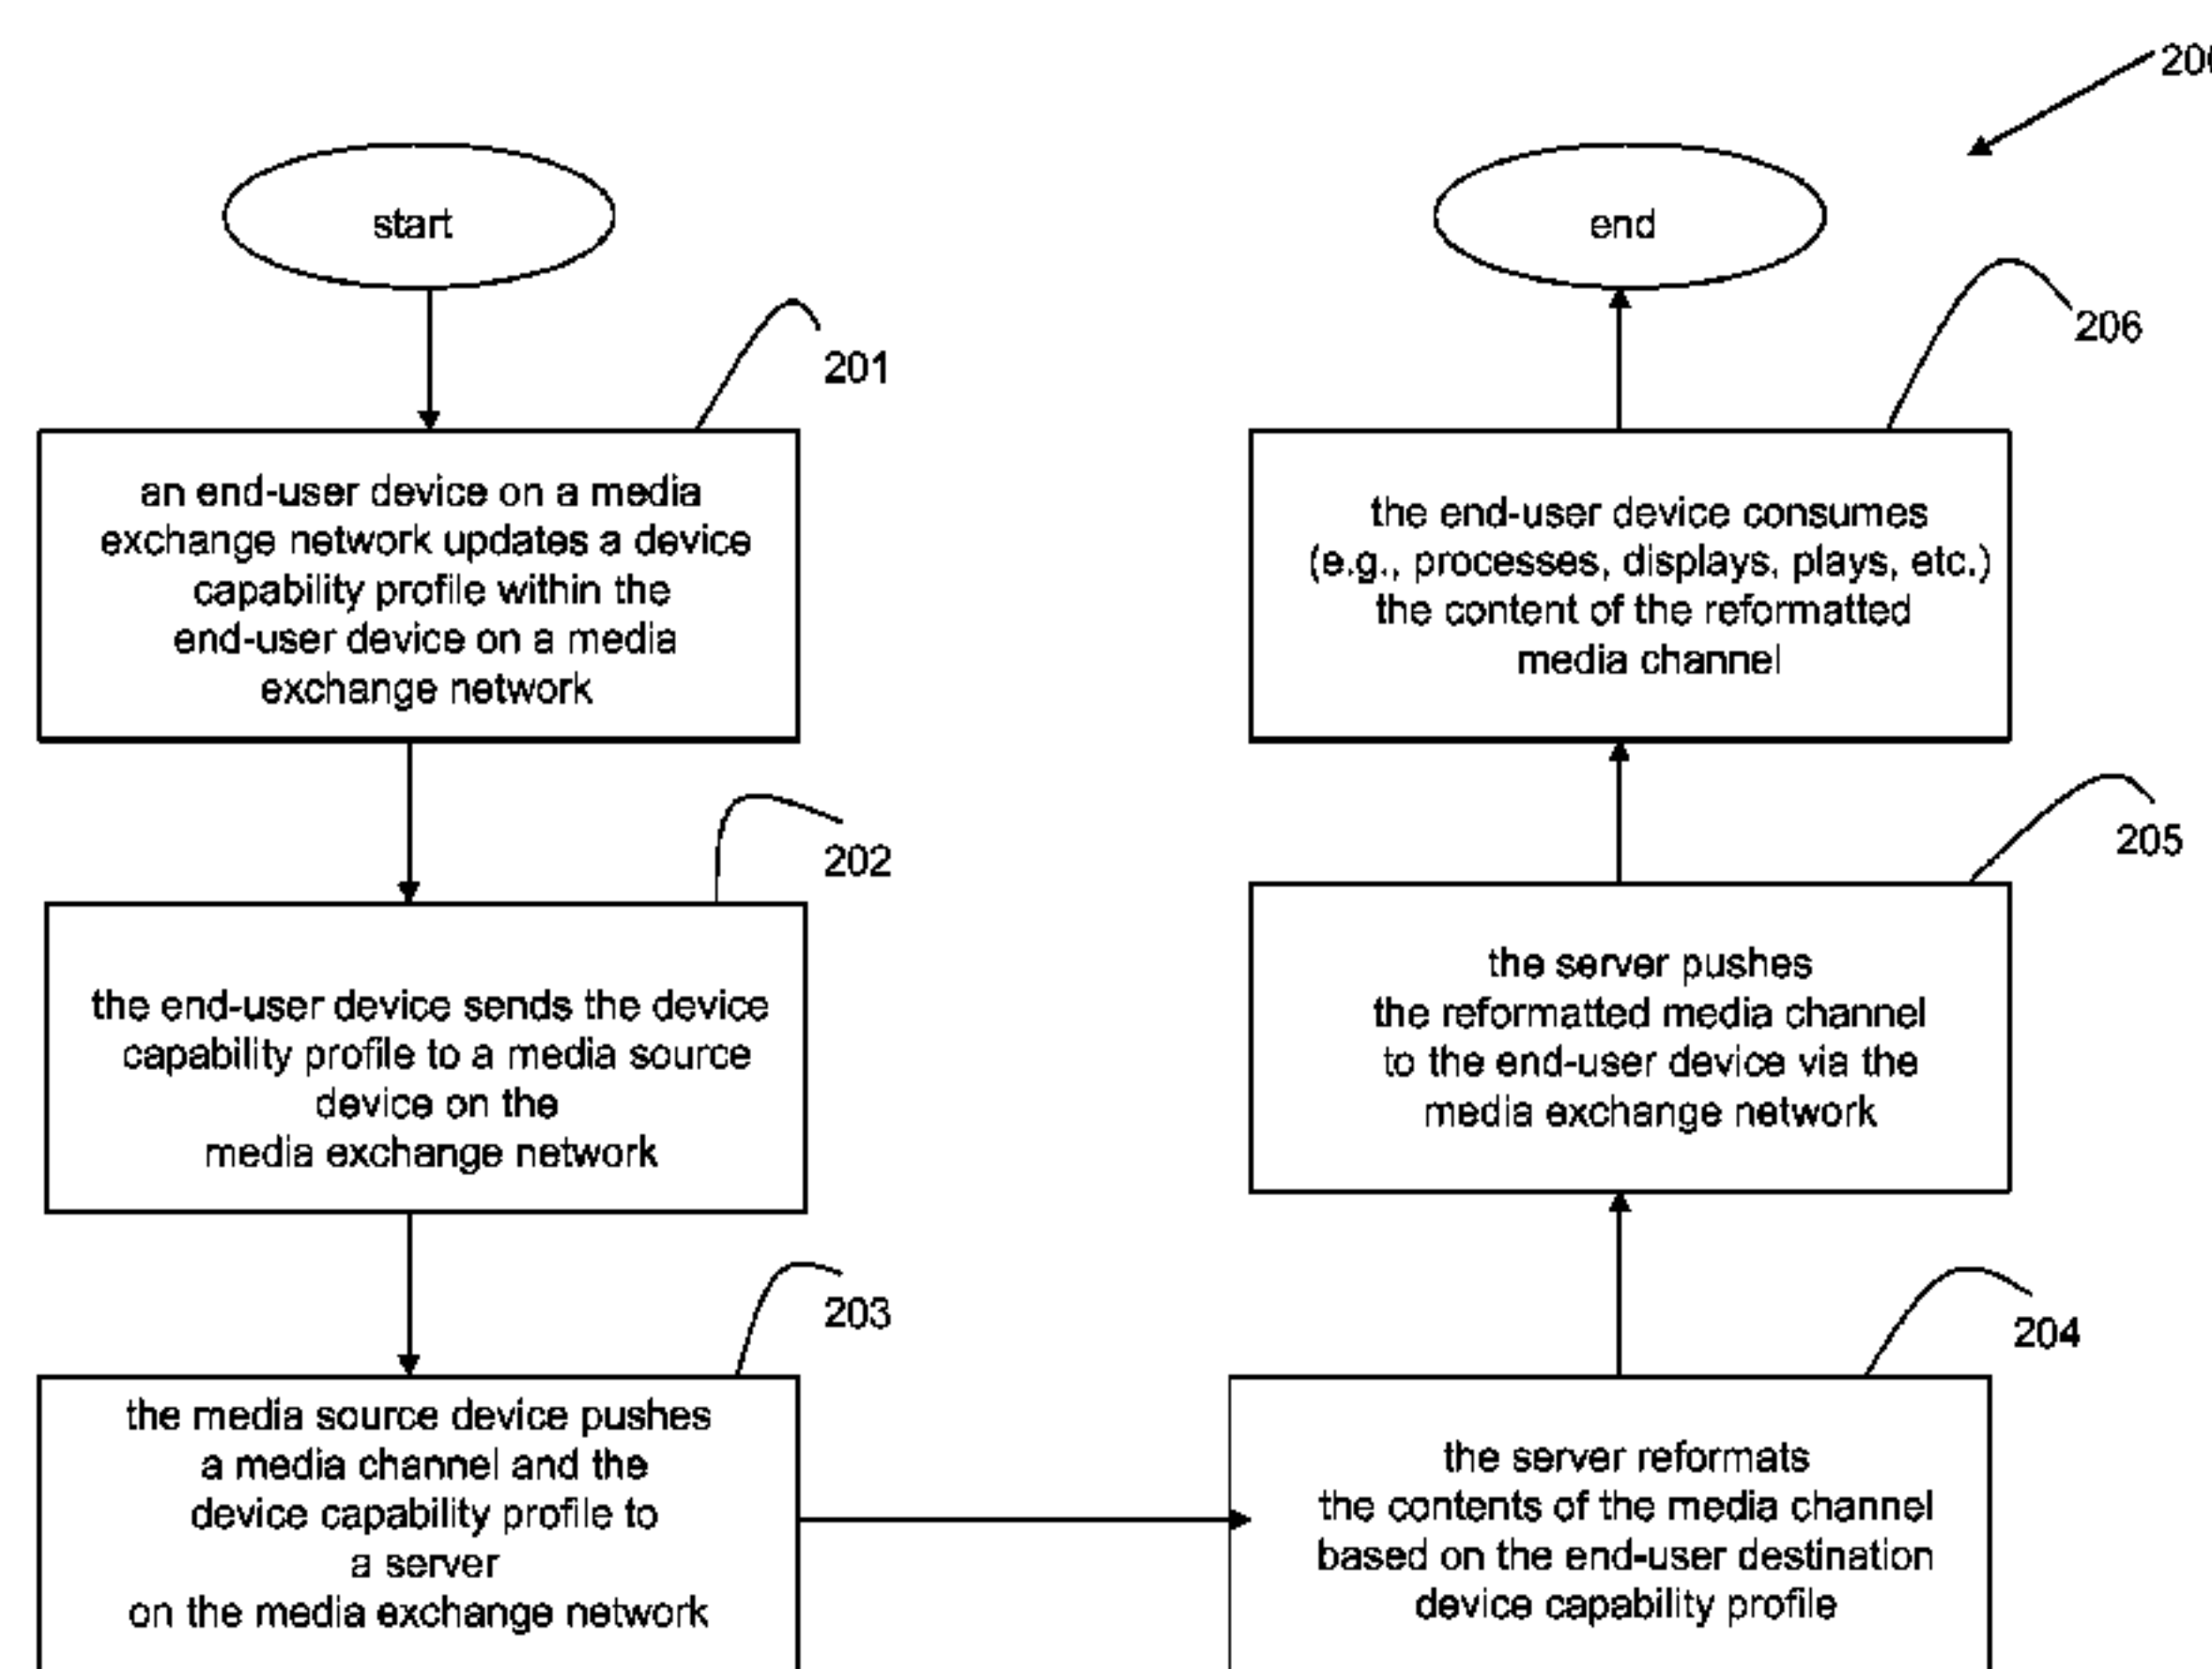 start
201
an end-user device on a media
exchange network updates a device
capability profile within the
end-user device on a media
exchange network
202
the end-user device sends the device
capability profile to a media source
device on the
media exchange network
203
the media source device pushes
a media channel and the
device capability profile to
a server
on the media exchange network
204
the server reformats
the contents of the media channel
based on the end-user destination
device capability profile
205
the server pushes
the reformatted media channel
to the end-user device via the
media exchange network
206
the end-user device consumes
(e.g., processes, displays, plays, etc.)
the content of the reformatted
media channel
end